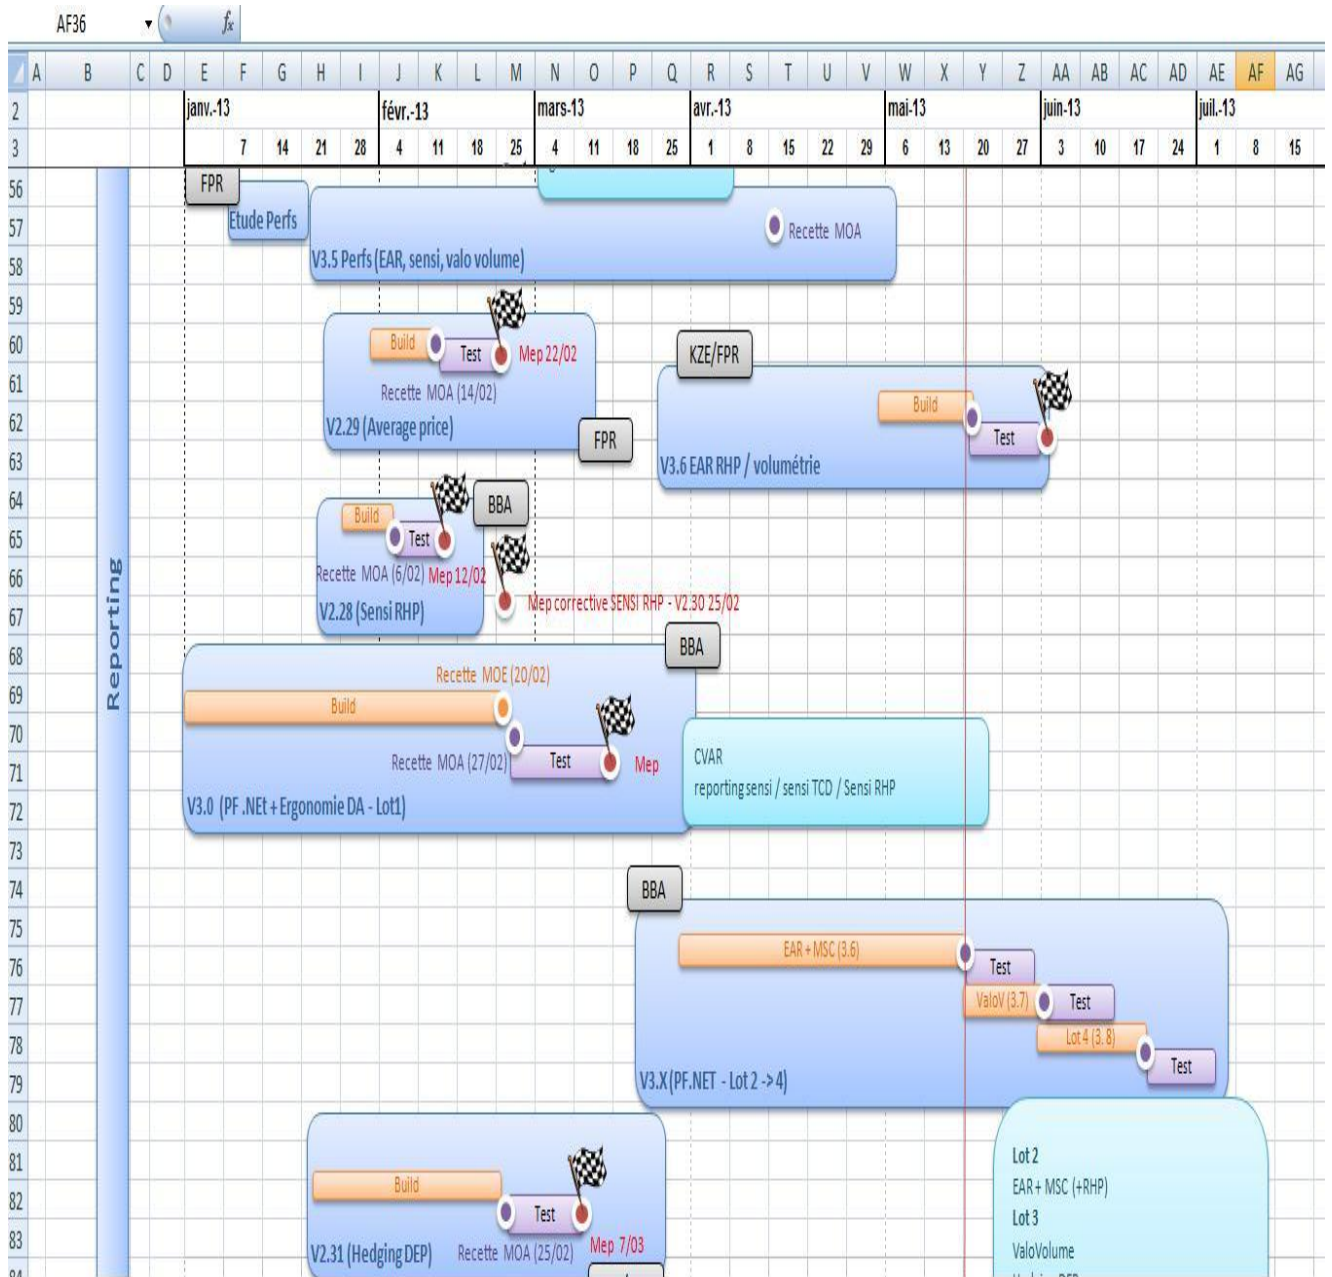 AF36 fx
A B C D E F G H I J K L M N O P Q R S T U V W X Y Z AA AB AC AD AE AF AG
2 janv.-13 févr.-13 mars-13 avr.-13 mai-13 juin-13 juil.-13
3 7 14 21 28 4 11 18 25 4 11 18 25 1 8 15 22 29 6 13 20 27 3 10 17 24 1 8 15
56
57
58
59
60
61
62
63
64
65
66
67
68
69
70
71
72
73
74
75
76
77
78
79
80
81
82
83
84
Reporting
FPR
Etude Perfs
Recette MOA
V3.5 Perfs (EAR, sensi, valo volume)
Build
Test
Mep 22/02
Recette MOA (14/02)
V2.29 (Average price)
FPR
KZE/FPR
Build
Test
V3.6 EAR RHP / volumétrie
BBA
Build
Test
Recette MOA (6/02)
Mep 12/02
V2.28 (Sensi RHP)
Mep corrective SENSI RHP - V2.30 25/02
BBA
Recette MOE (20/02)
Build
Recette MOA (27/02)
Test
Mep
V3.0 (PF .NEt + Ergonomie DA - Lot1)
CVAR
reporting sensi / sensi TCD / Sensi RHP
BBA
EAR + MSC (3.6)
Test
ValoV (3.7)
Test
Lot 4 (3. 8)
Test
V3.X (PF.NET - Lot 2 -> 4)
Build
Test
Recette MOA (25/02)
Mep 7/03
V2.31 (Hedging DEP)
Lot 2
EAR + MSC (+RHP)
Lot 3
ValoVolume